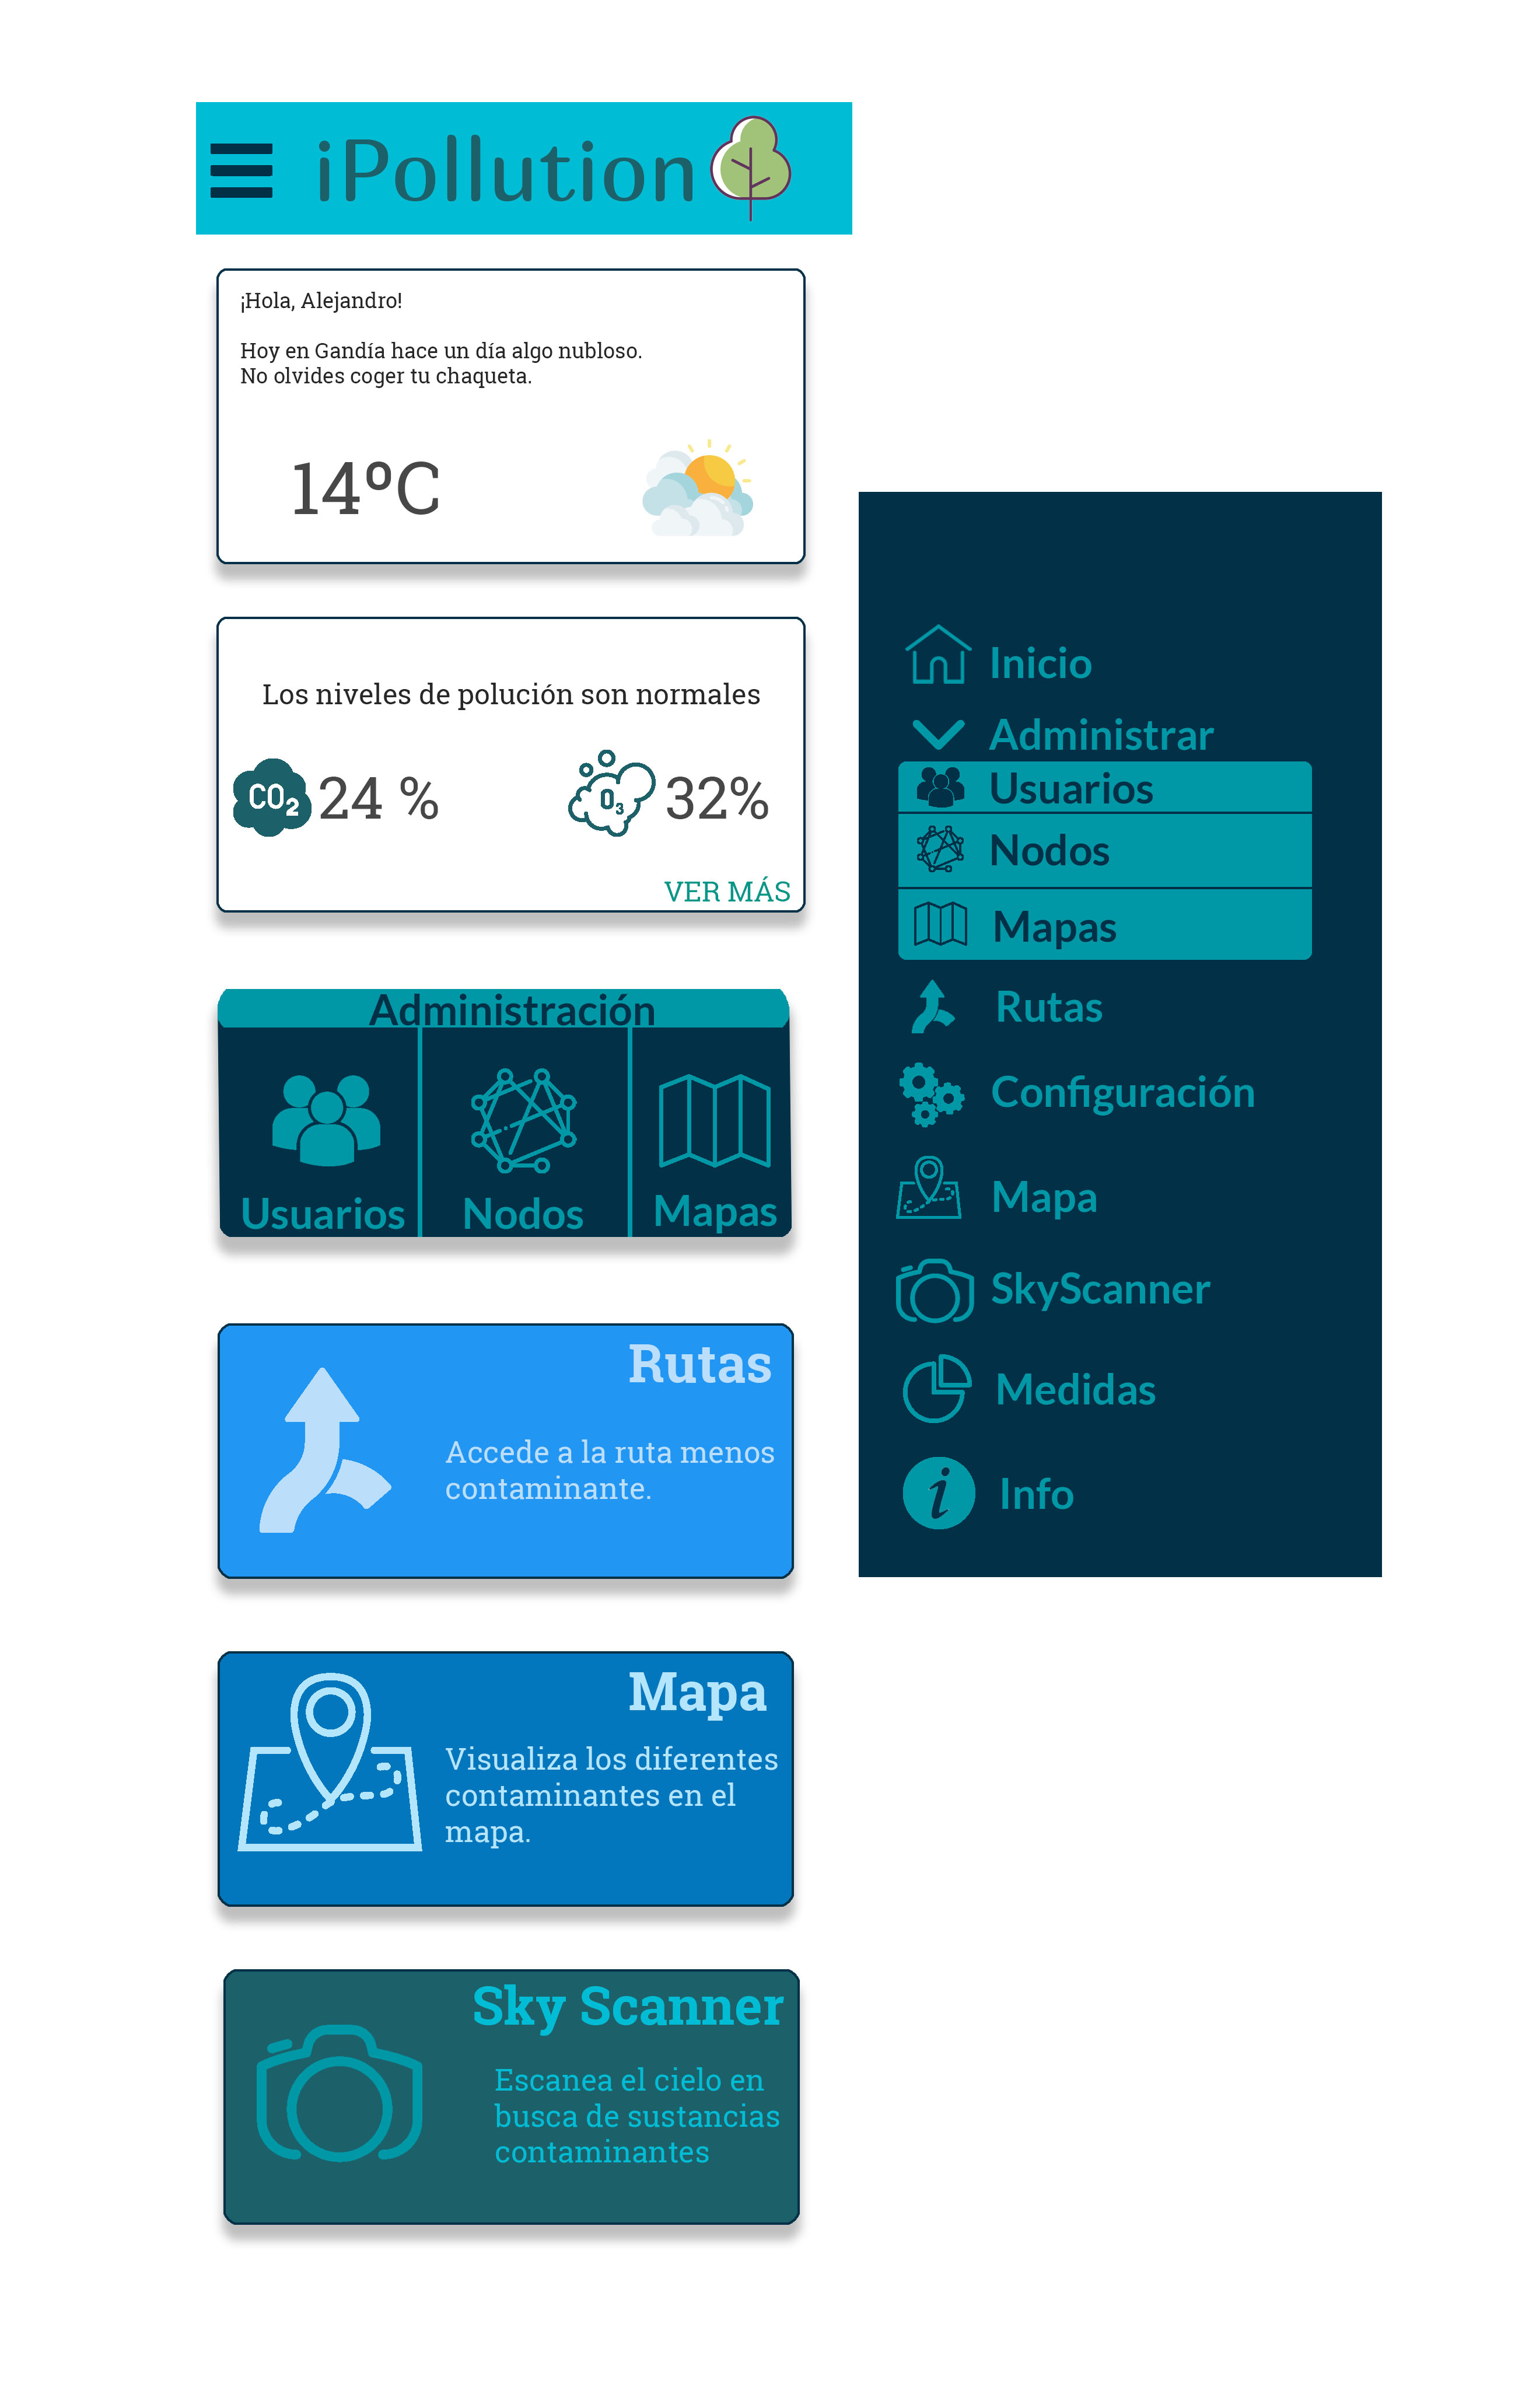 iPollution
¡Hola, Alejandro!
Hoy en Gandía hace un día algo nubloso.
No olvides coger tu chaqueta.
14ºC
Los niveles de polución son normales
CO2 24 %
O3 32%
VER MÁS
Administración
Usuarios
Nodos
Mapas
Rutas
Accede a la ruta menos
contaminante.
Mapa
Visualiza los diferentes
contaminantes en el
mapa.
Sky Scanner
Escanea el cielo en
busca de sustancias
contaminantes
Inicio
Administrar
Usuarios
Nodos
Mapas
Rutas
Configuración
Mapa
SkyScanner
Medidas
i Info